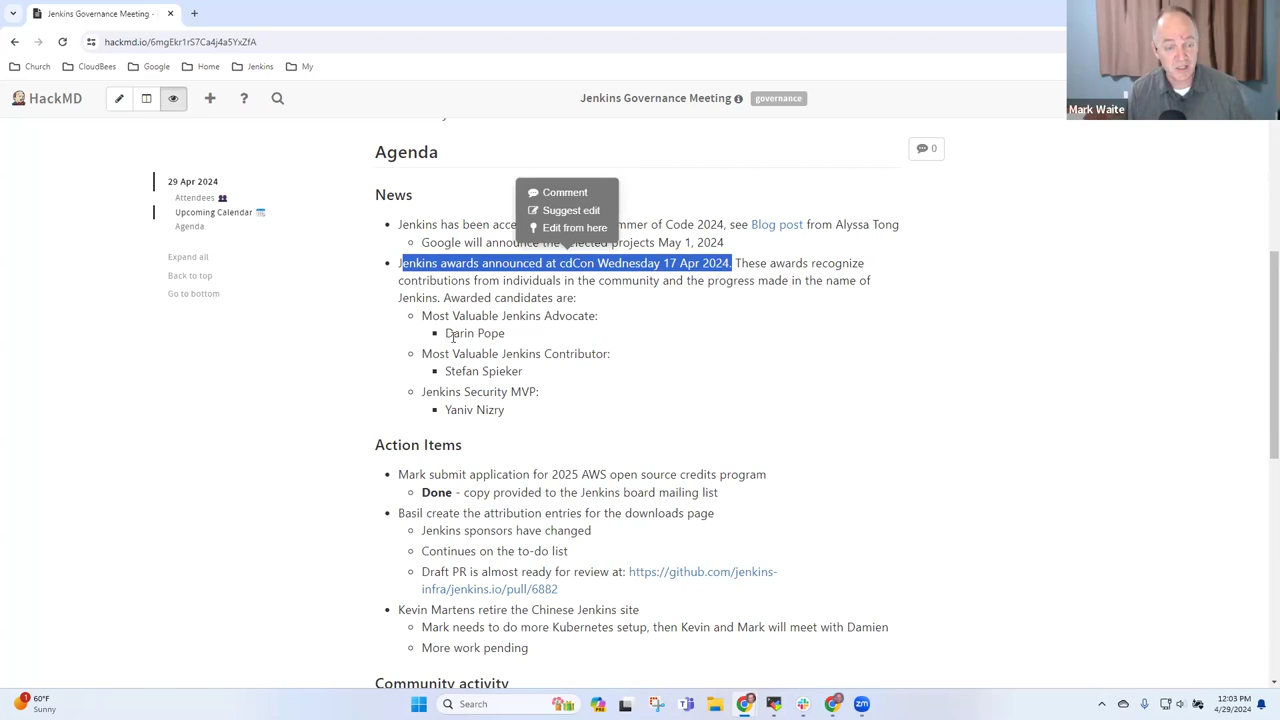 Jenkins Governance Meeting -
hackmd.io/6mgEkr1rS7Ca4j4a5YxZfA
Church
CloudBees
Google
Home
Jenkins
My
HackMD
Jenkins Governance Meeting
governance
Mark Waite
29 Apr 2024
Attendees
Upcoming Calendar
Agenda
Expall all
Back to top
Go to bottom
Agenda
0
News
Comment
Suggest edit
Edit from here
Jenkins has been acce mmer of Code 2024, see Blog post from Alyssa Tong
Google will announce the selected projects May 1, 2024
Jenkins awards announced at cdCon Wednesday 17 Apr 2024. These awards recognize
contributions from individuals in the community and the progress made in the name of
Jenkins. Awarded candidates are:
Most Valuable Jenkins Advocate:
Darin Pope
Most Valuable Jenkins Contributor:
Stefan Spieker
Jenkins Security MVP:
Yaniv Nizry
Action Items
Mark submit application for 2025 AWS open source credits program
Done - copy provided to the Jenkins board mailing list
Basil create the attribution entries for the downloads page
Jenkins sponsors have changed
Continues on the to-do list
Draft PR is almost ready for review at: https://github.com/jenkins-
infra/jenkins.io/pull/6882
Kevin Martens retire the Chinese Jenkins site
Mark needs to do more Kubernetes setup, then Kevin and Mark will meet with Damien
More work pending
Community activity
1
60°F
Sunny
Search
12:03 PM
4/29/2024